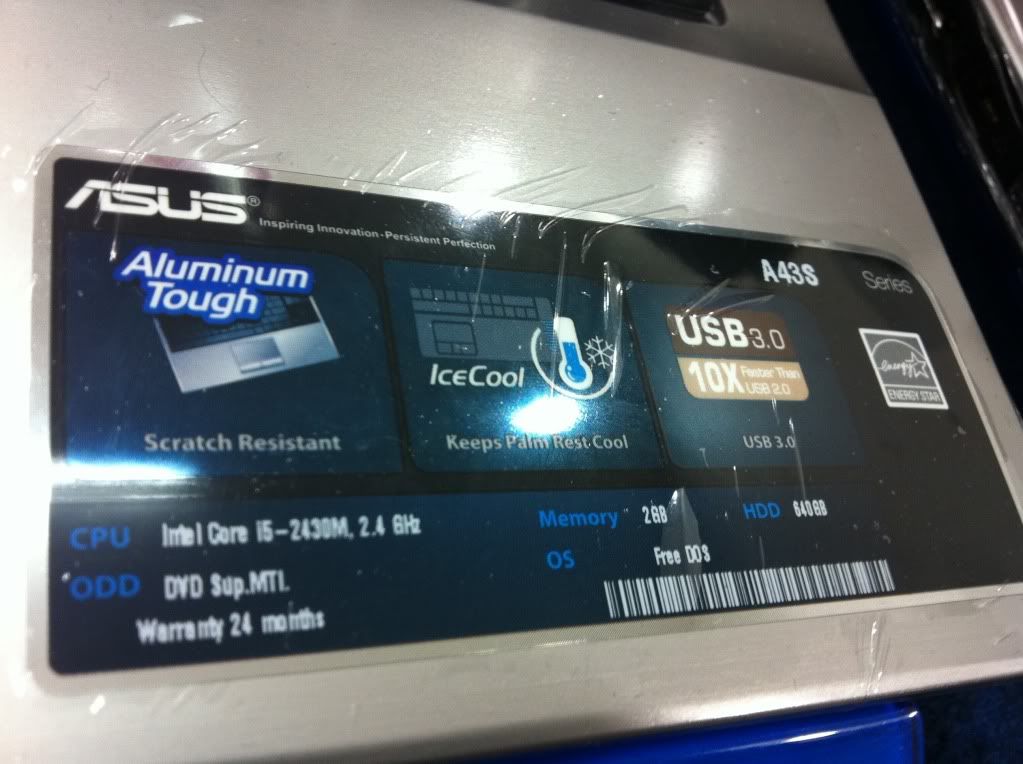 ASUS®
Inspiring Innovation - Persistent Perfection
A43S Series
Aluminum
Tough
Scratch Resistant
IceCool
Keeps Palm Rest Cool
USB 3.0
10X Faster Than
USB 2.0
USB 3.0
energy
ENERGY STAR
CPU Intel Core i5-2430M, 2.4 GHz
Memory 2GB HDD 640GB
ODD DVD Sup.MTI.
OS Free DOS
Warranty 24 months